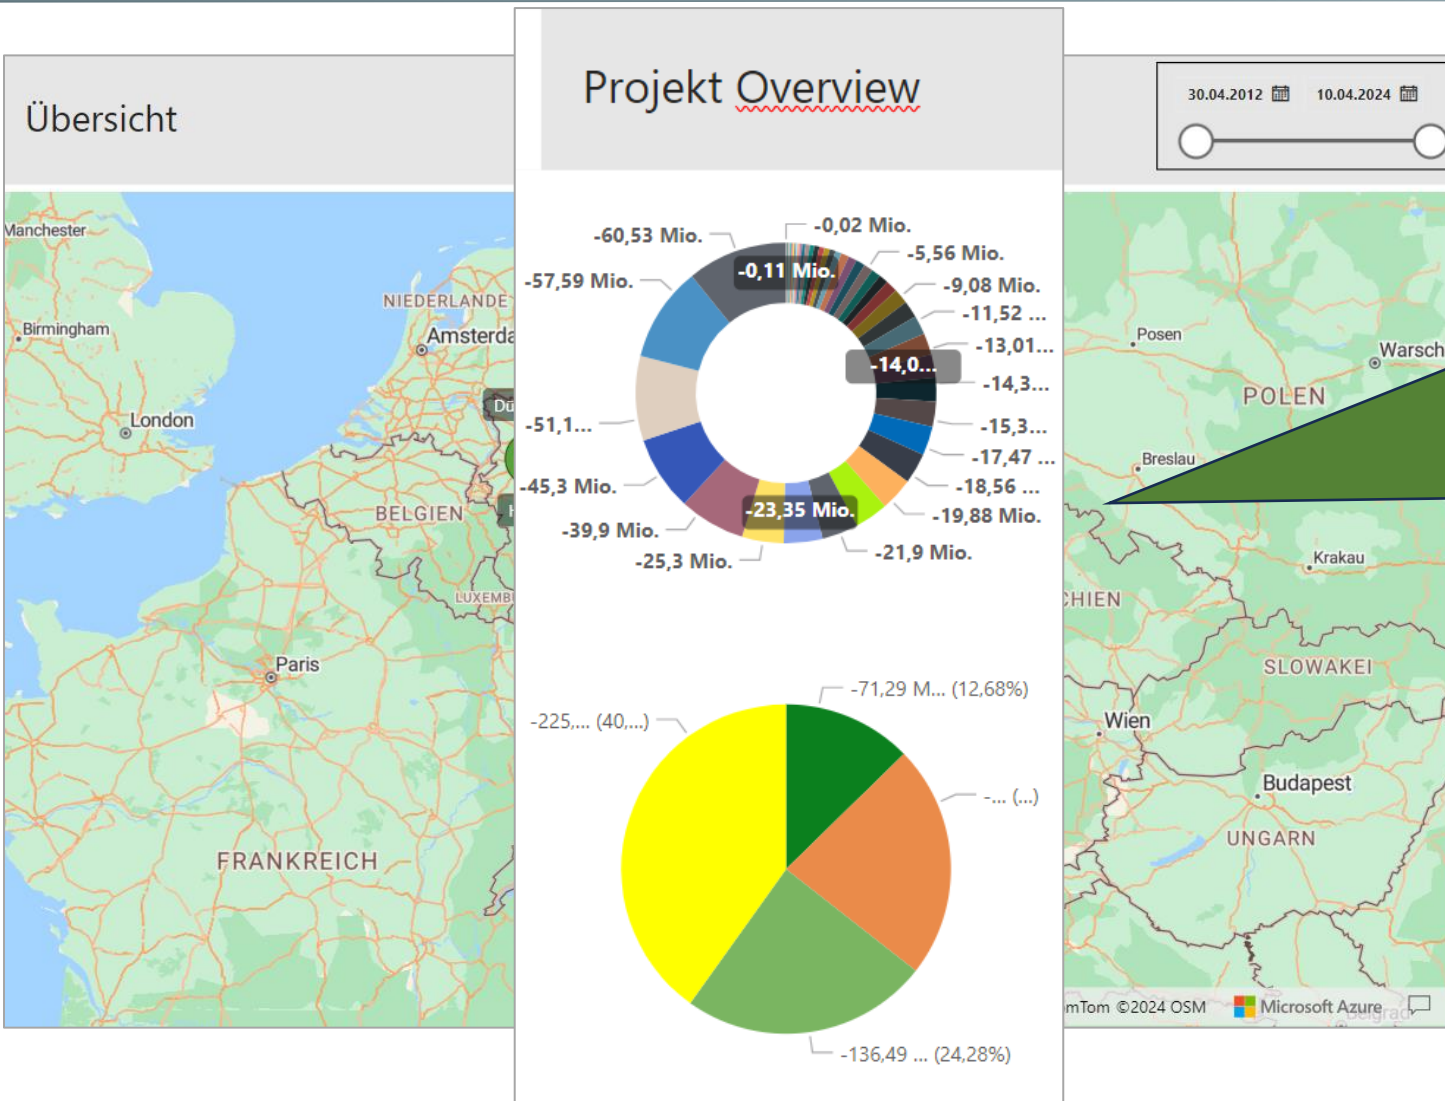 Übersicht
Projekt Overview
30.04.2012
10.04.2024
Manchester
Birmingham
London
NIEDERLANDE
Amsterda
BELGIEN
LUXEMB
Paris
FRANKREICH
-60,53 Mio.
-0,02 Mio.
-0,11 Mio.
-5,56 Mio.
-57,59 Mio.
-9,08 Mio.
-11,52 ...
-13,01...
-14,0...
-14,3...
-51,1...
-15,3...
-17,47 ...
-45,3 Mio.
-18,56 ...
-23,35 Mio.
-19,88 Mio.
-39,9 Mio.
-21,9 Mio.
-25,3 Mio.
-71,29 M... (12,68%)
-225,... (40,...)
-... (...)
-136,49 ... (24,28%)
Posen
Warsch
POLEN
Breslau
Krakau
CHIEN
SLOWAKEI
Wien
Budapest
UNGARN
mTom ©2024 OSM
Microsoft Azure
Belgrad
Dü